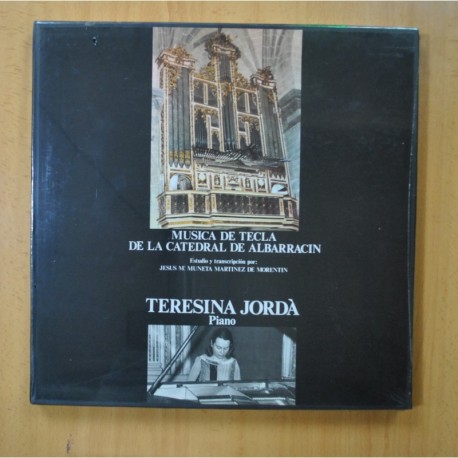 MUSICA DE TECLA
DE LA CATEDRAL DE ALBARRACIN
Estudio y transcripción por:
JESUS Mª MUNETA MARTINEZ DE MORENTIN
TERESINA JORDÀ
Piano